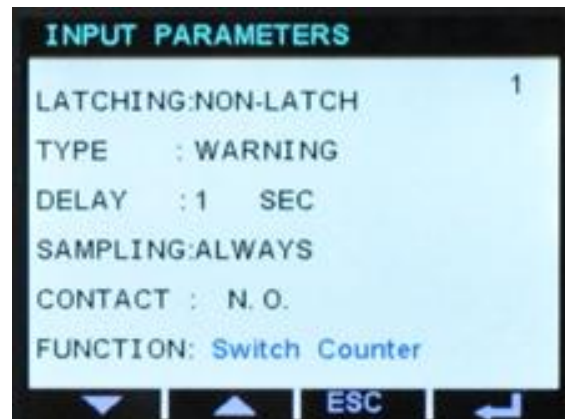 INPUT PARAMETERS
1
LATCHING:NON-LATCH
TYPE : WARNING
DELAY :1 SEC
SAMPLING:ALWAYS
CONTACT : N.O.
FUNCTION: Switch Counter
ESC